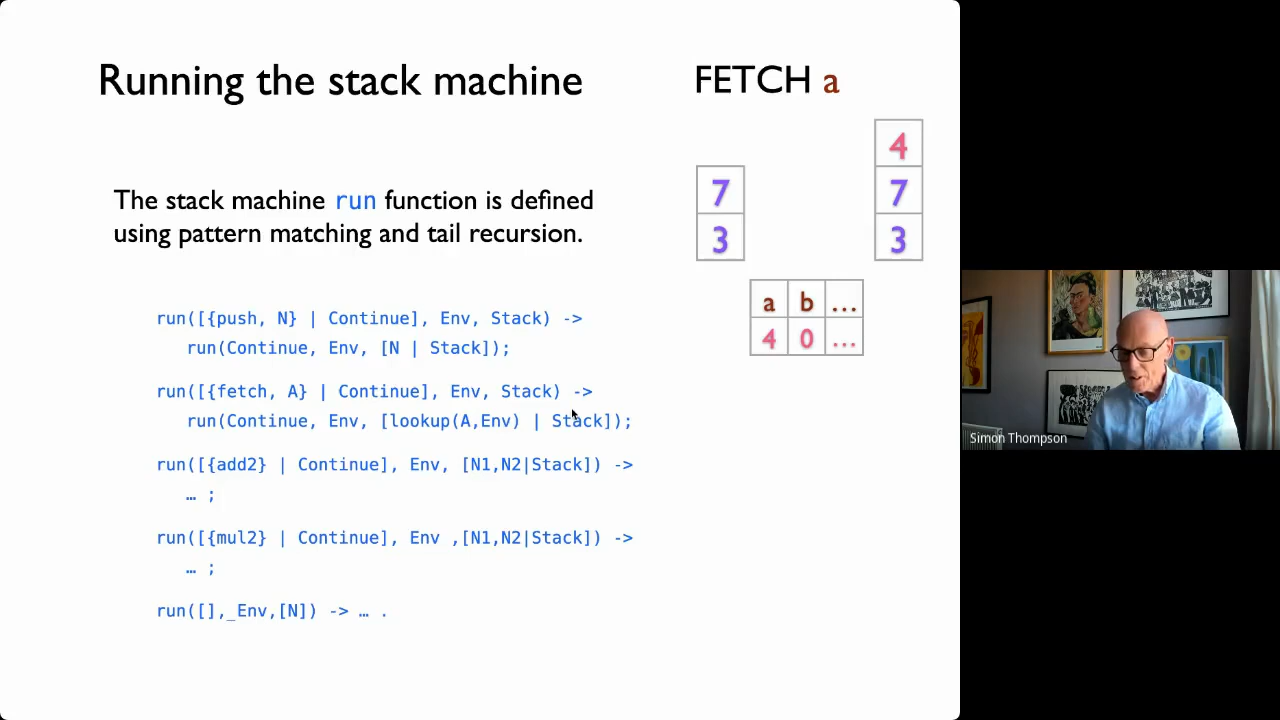 Running the stack machine
FETCH a
The stack machine run function is defined
using pattern matching and tail recursion.
run([{push, N} | Continue], Env, Stack) ->
run(Continue, Env, [N | Stack]);
run([{fetch, A} | Continue], Env, Stack) ->
run(Continue, Env, [lookup(A,Env) | Stack]);
run([{add2} | Continue], Env, [N1,N2|Stack]) ->
… ;
run([{mul2} | Continue], Env ,[N1,N2|Stack]) ->
… ;
run([],_Env,[N]) -> … .
7
3
4
7
3
a b …
4 0 …
Simon Thompson